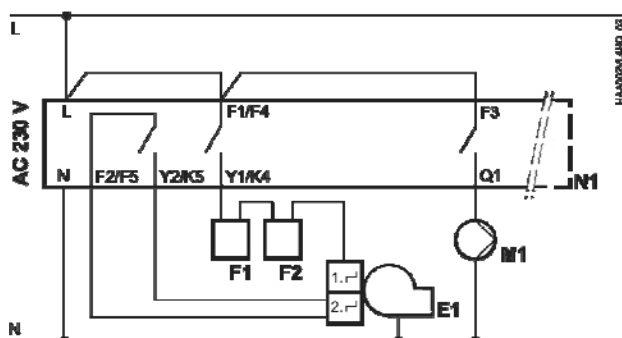 L
AC 230 V
L F1/F4 F3
N F2/F5 Y2/K5 Y1/K4 Q1 N1
F1 F2 M1
1.
2. E1
N